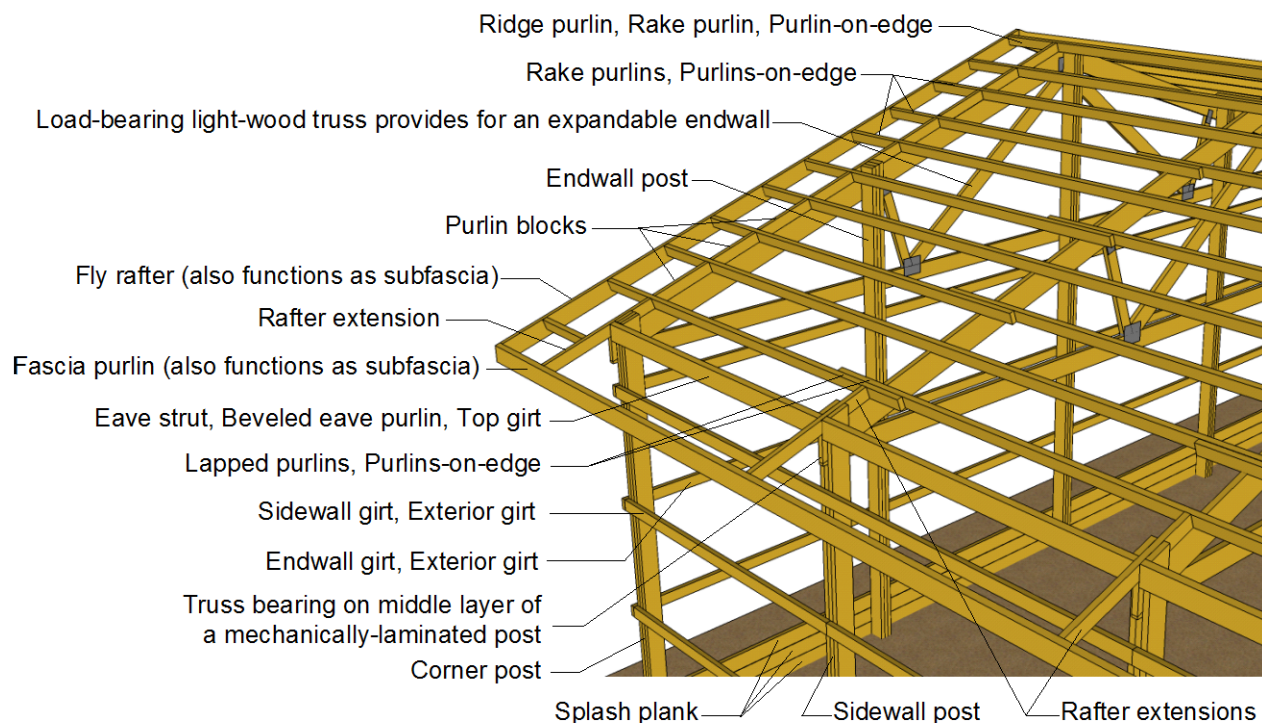 Ridge purlin, Rake purlin, Purlin-on-edge
Rake purlins, Purlins-on-edge
Load-bearing light-wood truss provides for an expandable endwall
Endwall post
Purlin blocks
Fly rafter (also functions as subfascia)
Rafter extension
Fascia purlin (also functions as subfascia)
Eave strut, Beveled eave purlin, Top girt
Lapped purlins, Purlins-on-edge
Sidewall girt, Exterior girt
Endwall girt, Exterior girt
Truss bearing on middle layer of
a mechanically-laminated post
Corner post
Splash plank
Sidewall post
Rafter extensions